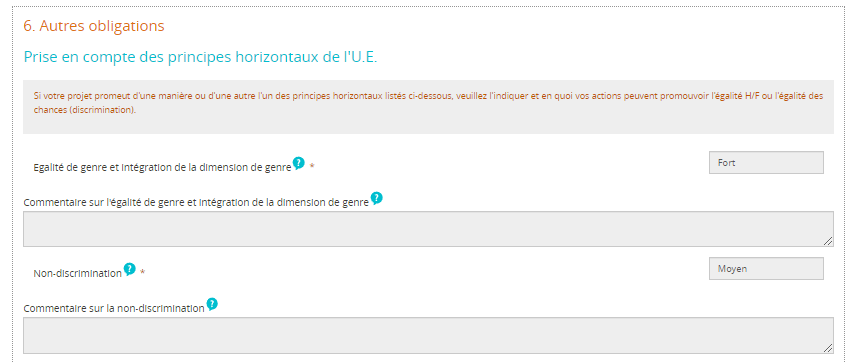 6. Autres obligations
Prise en compte des principes horizontaux de l'U.E.
Si votre projet promeut d'une manière ou d'une autre l'un des principes horizontaux listés ci-dessous, veuillez l'indiquer et en quoi vos actions peuvent promouvoir l'égalité H/F ou l'égalité des
chances (discrimination).
Egalité de genre et intégration de la dimension de genre ? *
Fort
Commentaire sur l'égalité de genre et intégration de la dimension de genre ?
Non-discrimination ? *
Moyen
Commentaire sur la non-discrimination ?